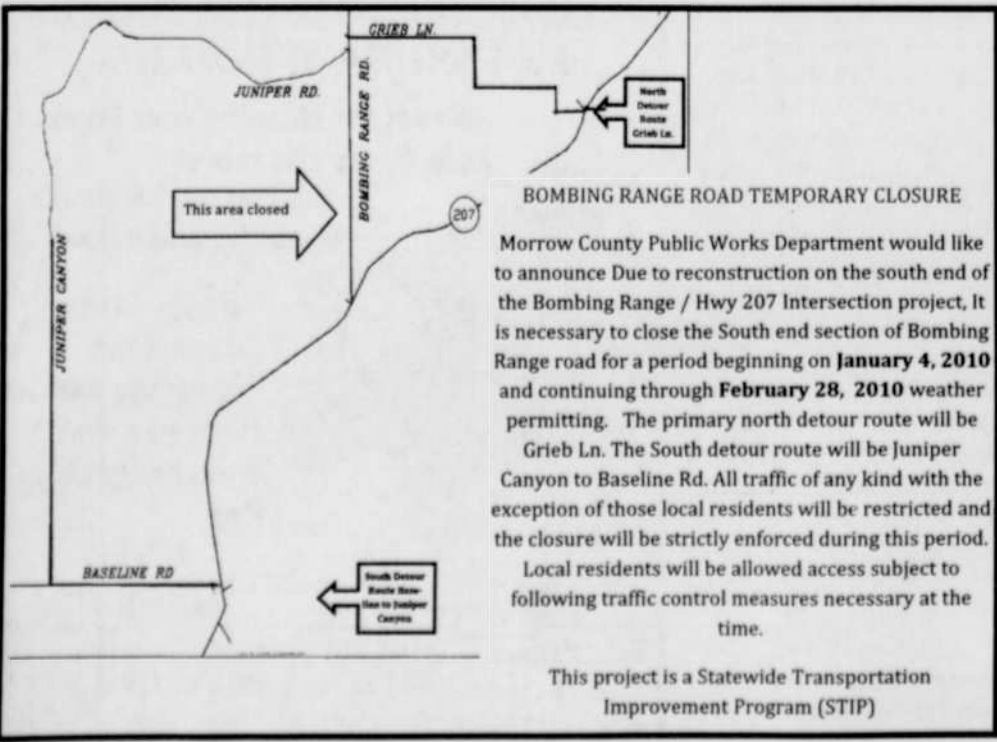 GRIEB LN.
JUNIPER RD.
BOMBING RANGE RD.
North
Detour
Route
Grieb Ln.
This area closed
207
JUNIPER CANYON
BASELINE RD
South Detour
Route
to Juniper
Canyon
BOMBING RANGE ROAD TEMPORARY CLOSURE
Morrow County Public Works Department would like
to announce Due to reconstruction on the south end of
the Bombing Range / Hwy 207 Intersection project, It
is necessary to close the South end section of Bombing
Range road for a period beginning on January 4, 2010
and continuing through February 28, 2010 weather
permitting. The primary north detour route will be
Grieb Ln. The South detour route will be Juniper
Canyon to Baseline Rd. All traffic of any kind with the
exception of those local residents will be restricted and
the closure will be strictly enforced during this period.
Local residents will be allowed access subject to
following traffic control measures necessary at the
time.
This project is a Statewide Transportation
Improvement Program (STIP)